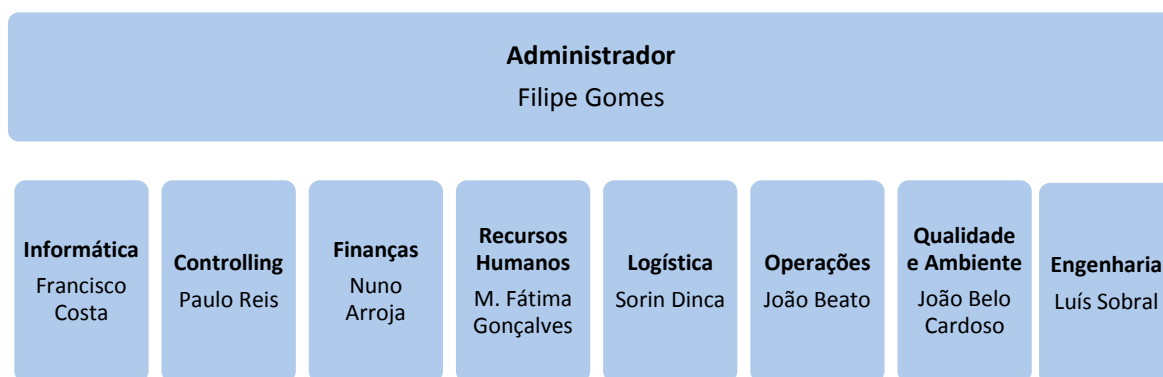 Administrador
Filipe Gomes
Informática
Francisco
Costa
Controlling
Paulo Reis
Finanças
Nuno
Arroja
Recursos
Humanos
M. Fátima
Gonçalves
Logística
Sorin Dinca
Operações
João Beato
Qualidade
e Ambiente
João Belo
Cardoso
Engenharia
Luís Sobral